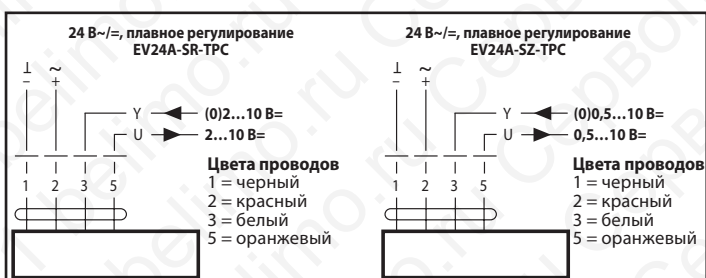 24 В~/=, плавное регулирование
EV24A-SR-TPC
⊥ ~
− +
Y (0)2…10 В=
U 2…10 В=
1 2 3 5
Цвета проводов
1 = черный
2 = красный
3 = белый
5 = оранжевый
24 В~/=, плавное регулирование
EV24A-SZ-TPC
⊥ ~
− +
Y (0)0,5…10 В=
U 0,5…10 В=
1 2 3 5
Цвета проводов
1 = черный
2 = красный
3 = белый
5 = оранжевый
belimo.ru